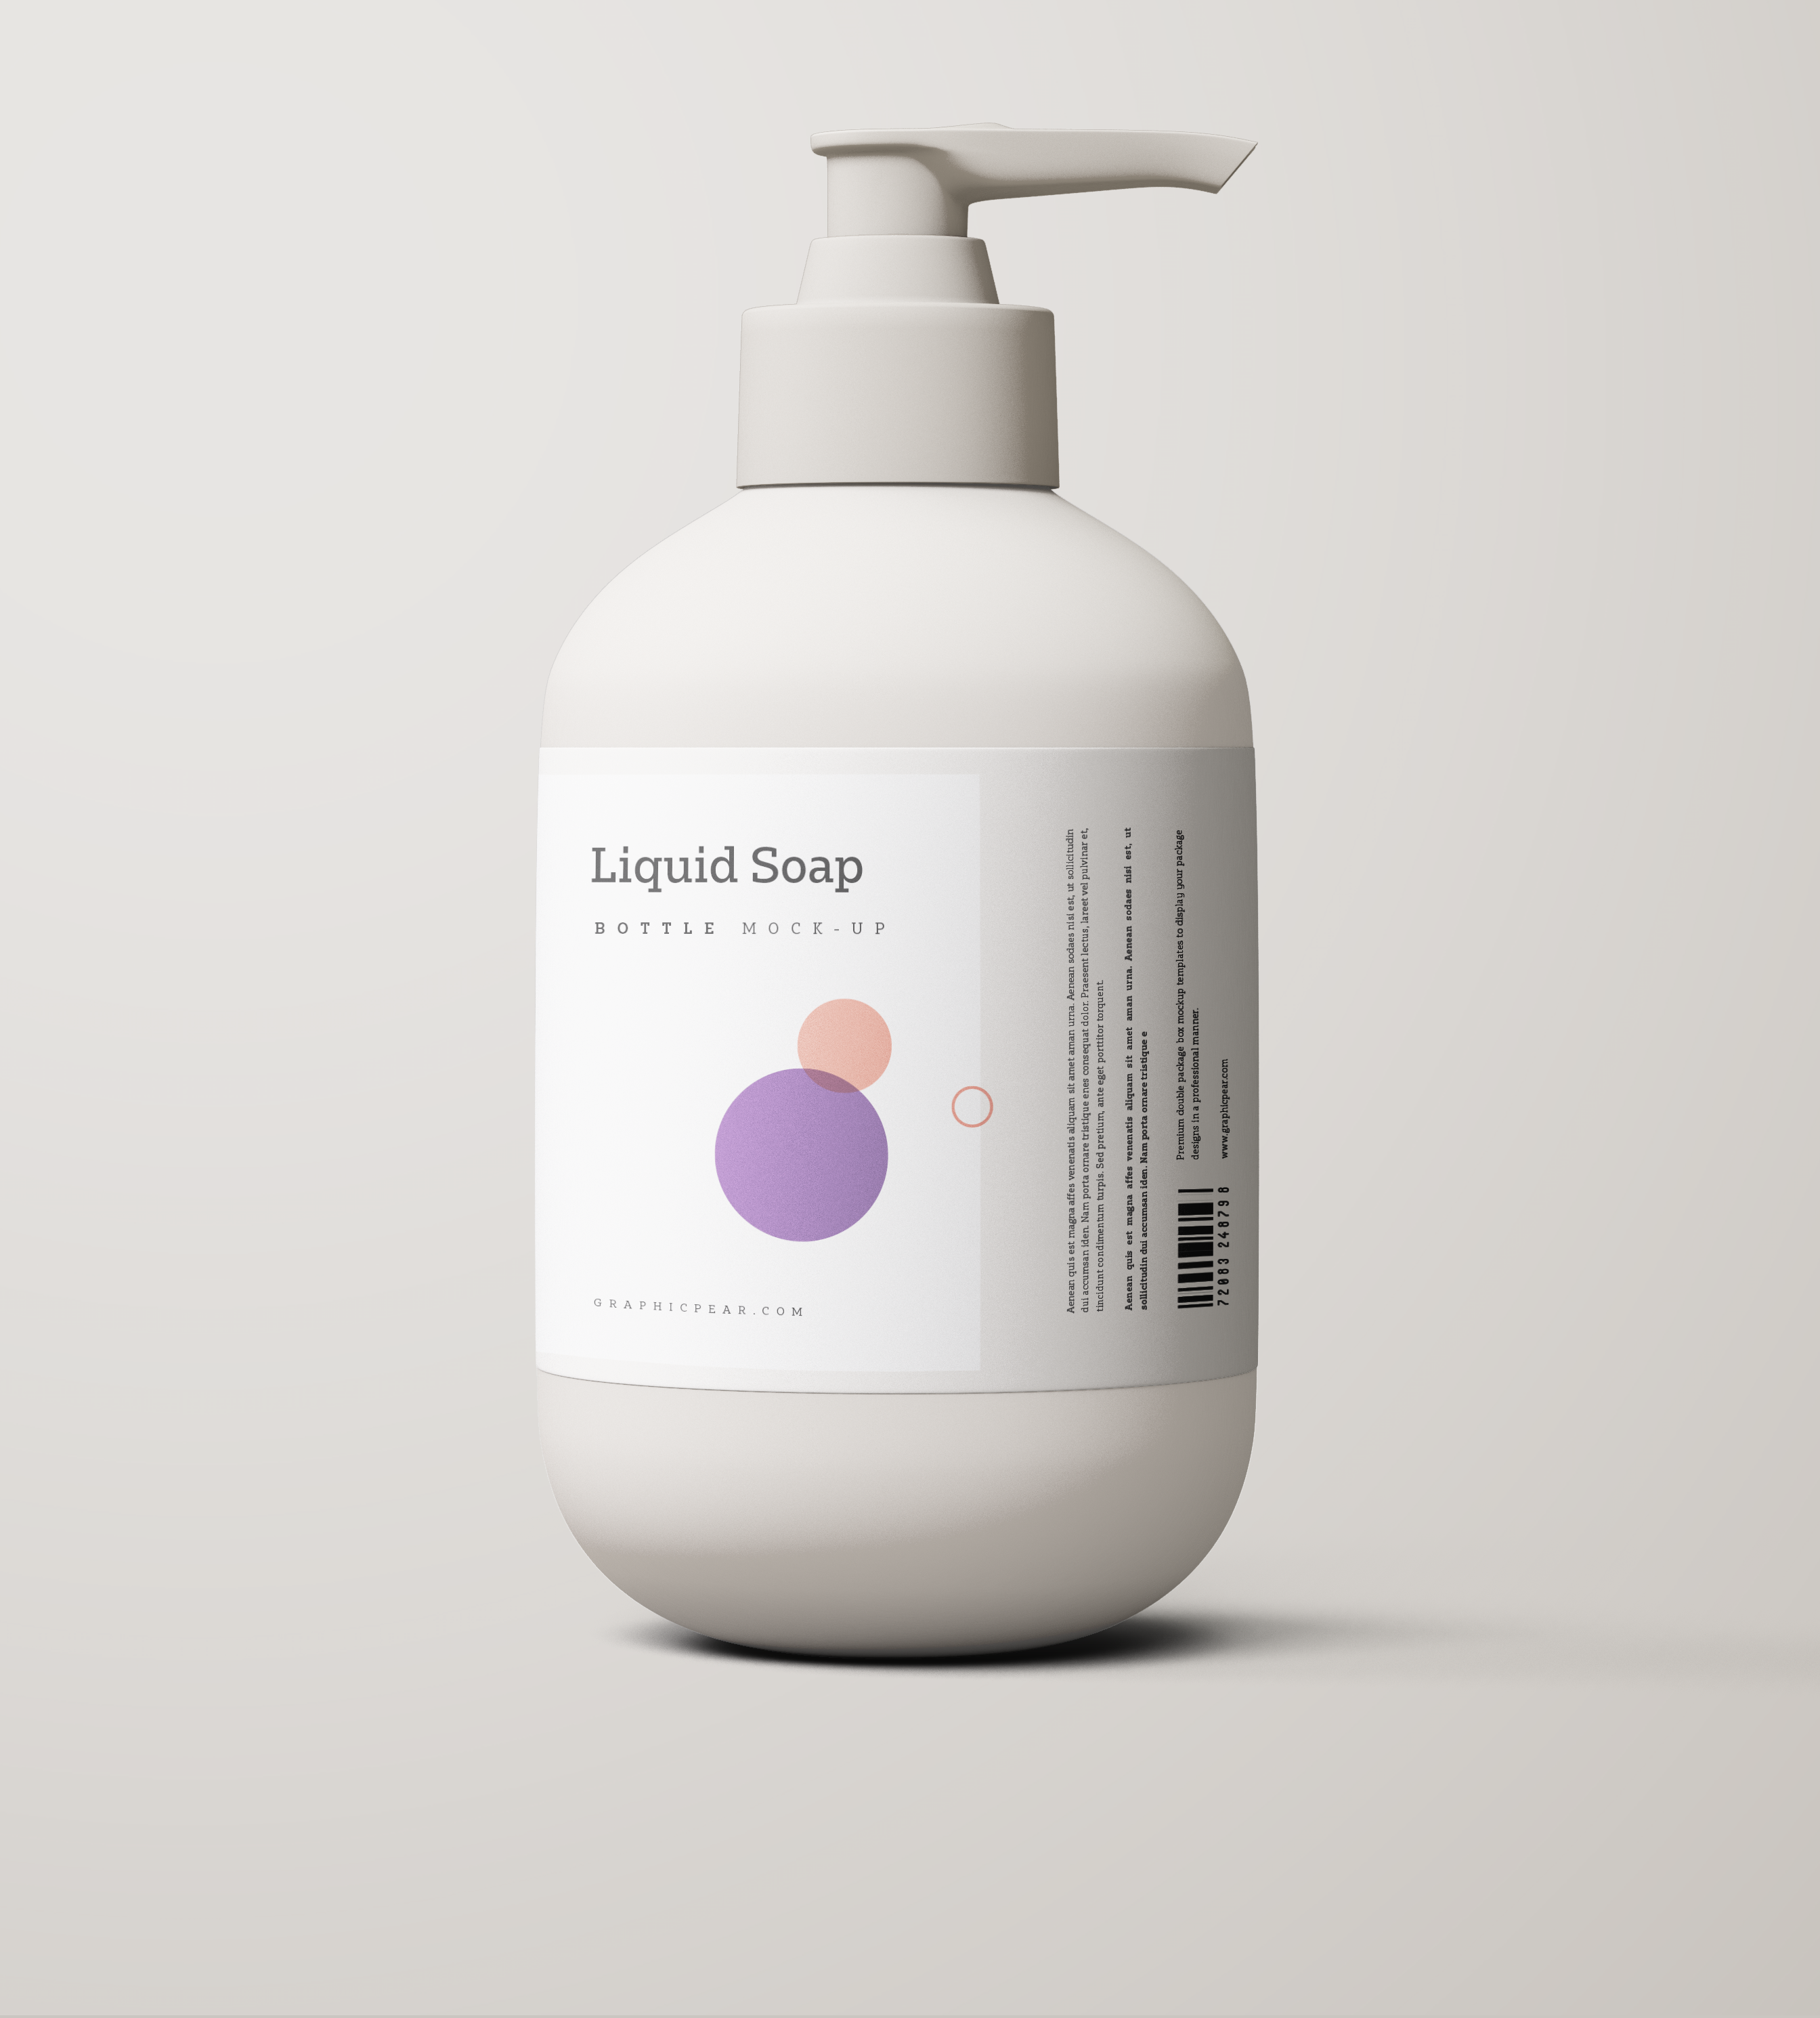 Liquid Soap
BOTTLE MOCK-UP
GRAPHICPEAR.COM
Aenean quis est magna affes venenatis aliquam sit amet aman urna. Aenean sodaes nisi est, ut sollicitudin
dui accumsan iden. Nam porta ornare tristique enes consequat dolor. Praesent lectus, lareet vel pulvinar et,
tincidunt condimentum turpis. Sed pretium, ante eget porttitor torquent.
Aenean quis est magna affes venenatis aliquam sit amet aman urna. Aenean sodaes nisi est, ut
sollicitudin dui accumsan iden. Nam porta ornare tristique e
Premium double package box mockup templates to display your package
designs in a professional manner.
www.graphicpear.com
72083 248798